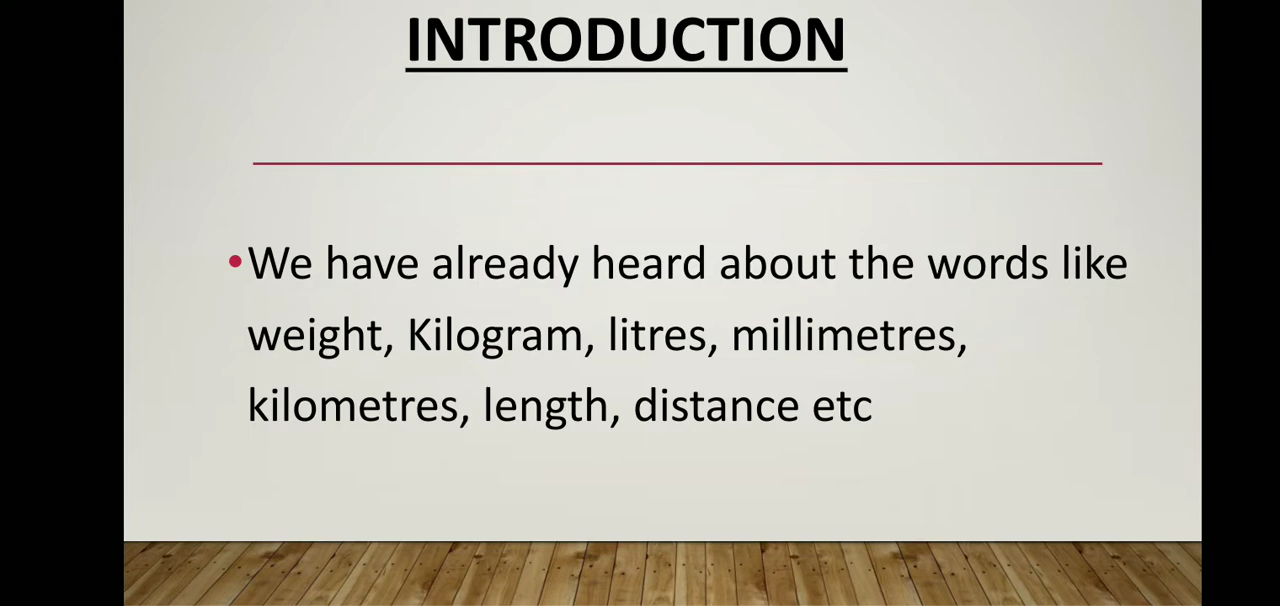 INTRODUCTION
•We have already heard about the words like
weight, Kilogram, litres, millimetres,
kilometres, length, distance etc